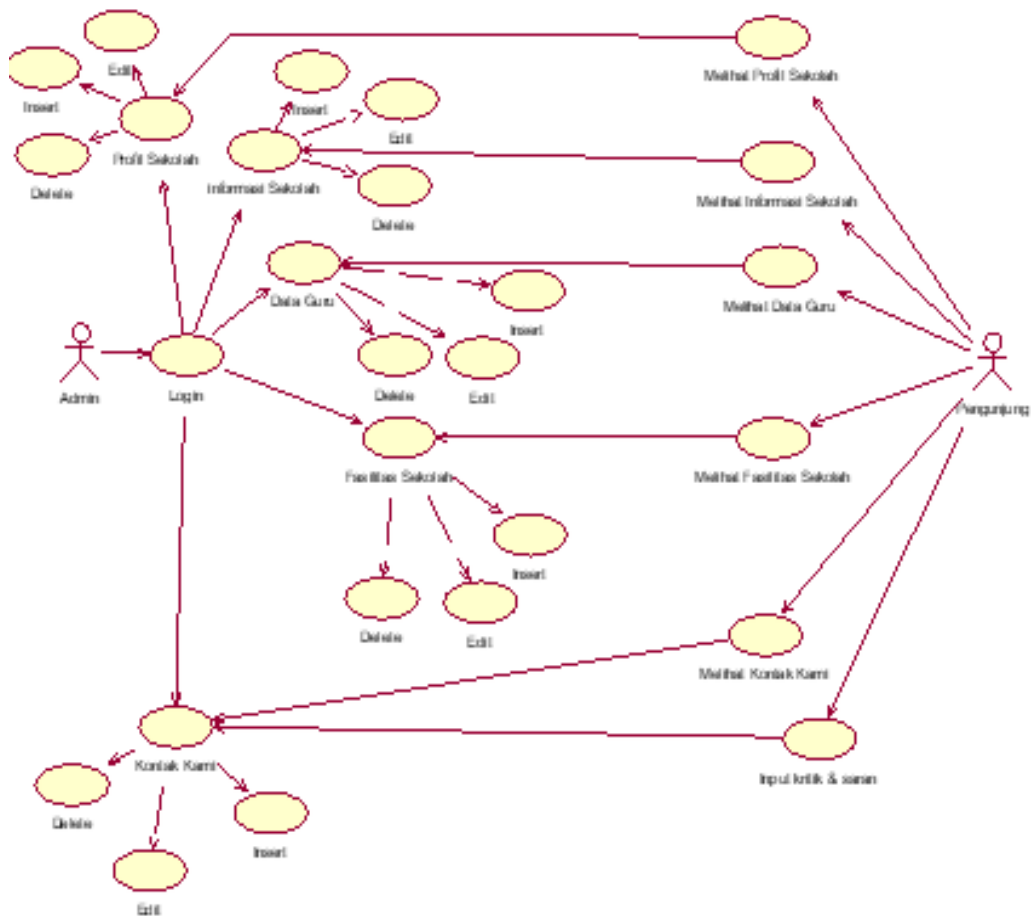 Edit
Melihat Profil Sekolah
Insert
Insert
Edit
Profil Sekolah
Delete
Informasi Sekolah
Melihat Informasi Sekolah
Delete
Data Guru
Melihat Data Guru
Insert
Admin
Login
Delete
Edit
Pengunjung
Fasilitas Sekolah
Melihat Fasilitas Sekolah
Insert
Delete
Edit
Melihat Kontak Kami
Kontak Kami
Input kritik & saran
Delete
Insert
Edit